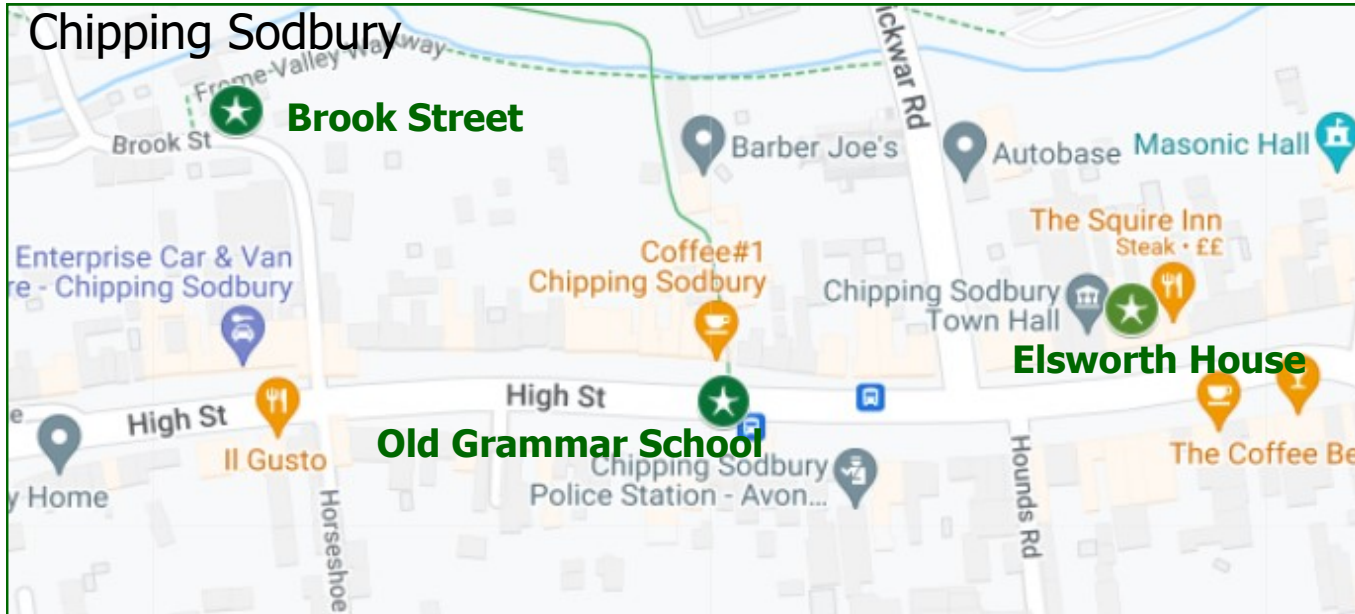 Chipping Sodbury
Frome Valley Walkway
Brook Street
Brook St
ickwar Rd
Barber Joe's
Autobase
Masonic Hall
The Squire Inn
Steak · ££
Enterprise Car & Van
re - Chipping Sodbury
Coffee#1
Chipping Sodbury
Chipping Sodbury
Town Hall
Elsworth House
High St
High St
Old Grammar School
Il Gusto
e
y Home
Chipping Sodbury
Police Station - Avon...
The Coffee Be
Horseshoe
Hounds Rd